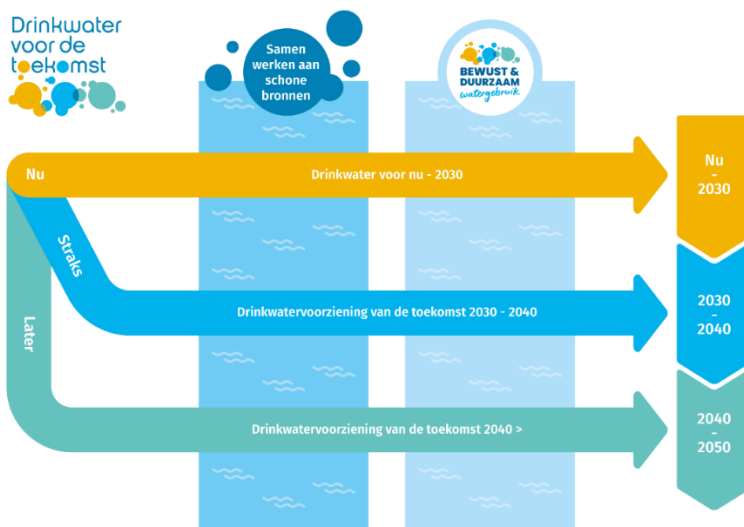 Drinkwater
voor de
toekomst
Samen
werken aan
schone
bronnen
BEWUST &
DUURZAAM
watergebruik
Nu
Drinkwater voor nu - 2030
Nu
-
2030
Straks
Drinkwatervoorziening van de toekomst 2030 - 2040
2030
-
2040
Later
Drinkwatervoorziening van de toekomst 2040 >
2040
-
2050